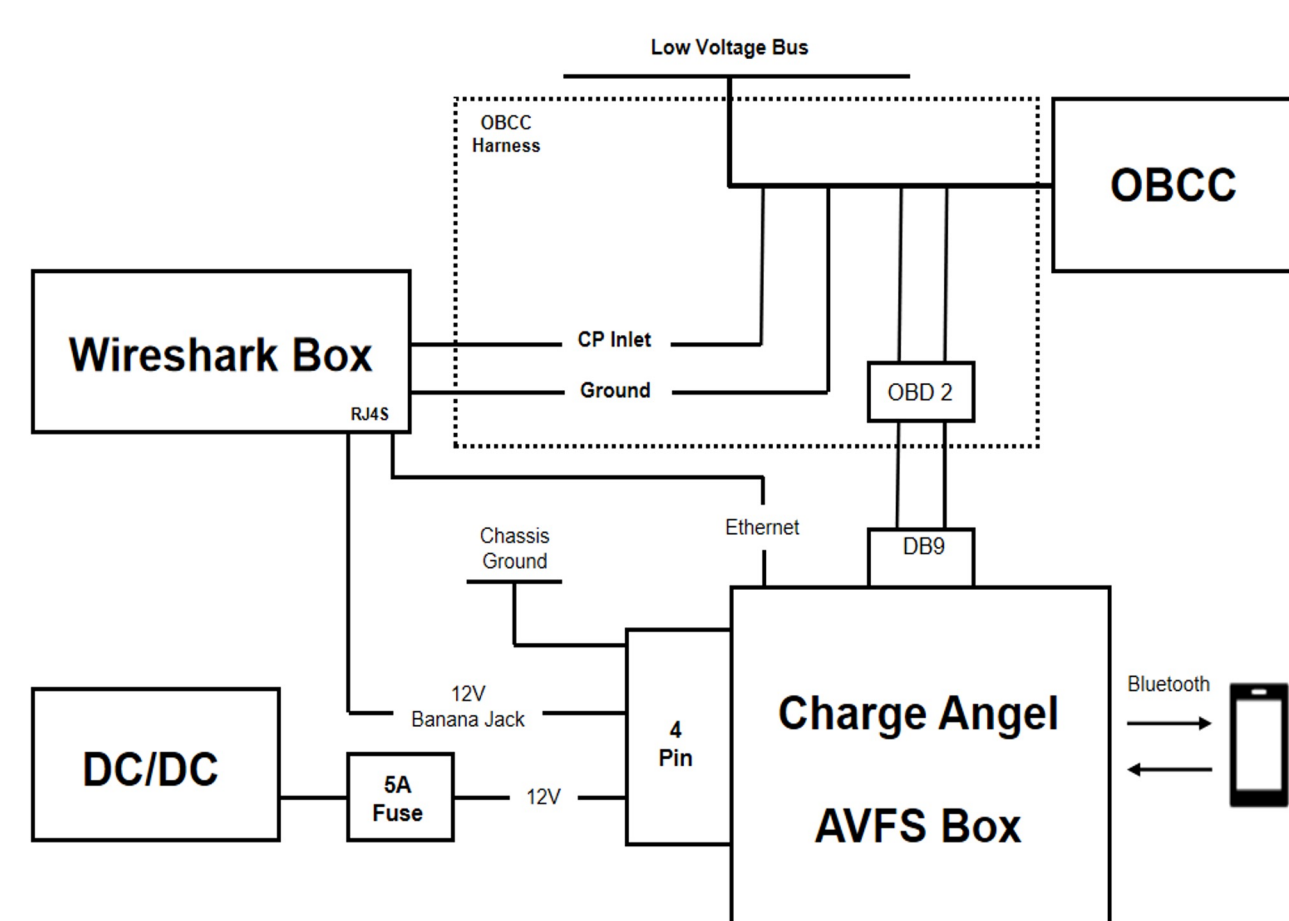 Low Voltage Bus
OBCC
Harness
OBCC
Wireshark Box
RJ4S
CP Inlet
Ground
OBD 2
Chassis
Ground
Ethernet
DB9
12V
Banana Jack
4
Pin
Charge Angel
AVFS Box
Bluetooth
DC/DC
5A
Fuse
12V